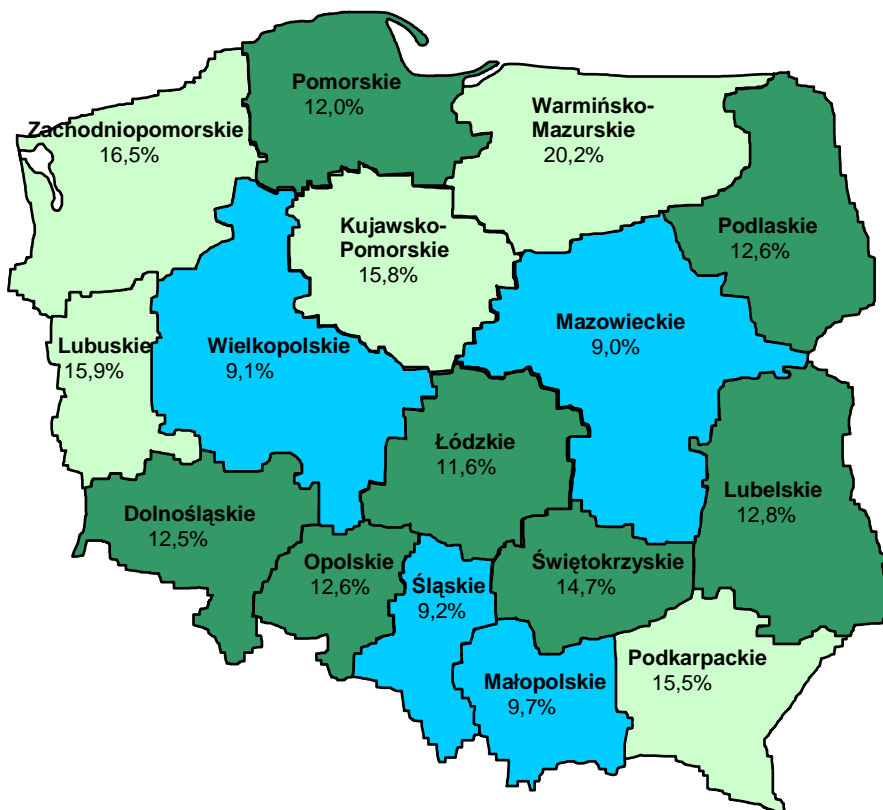 Pomorskie
12,0%
Warmińsko-
Mazurskie
20,2%
Zachodniopomorskie
16,5%
Kujawsko-
Pomorskie
15,8%
Podlaskie
12,6%
Mazowieckie
9,0%
Lubuskie
15,9%
Wielkopolskie
9,1%
Łódzkie
11,6%
Lubelskie
12,8%
Dolnośląskie
12,5%
Opolskie
12,6%
Śląskie
9,2%
Świętokrzyskie
14,7%
Małopolskie
9,7%
Podkarpackie
15,5%